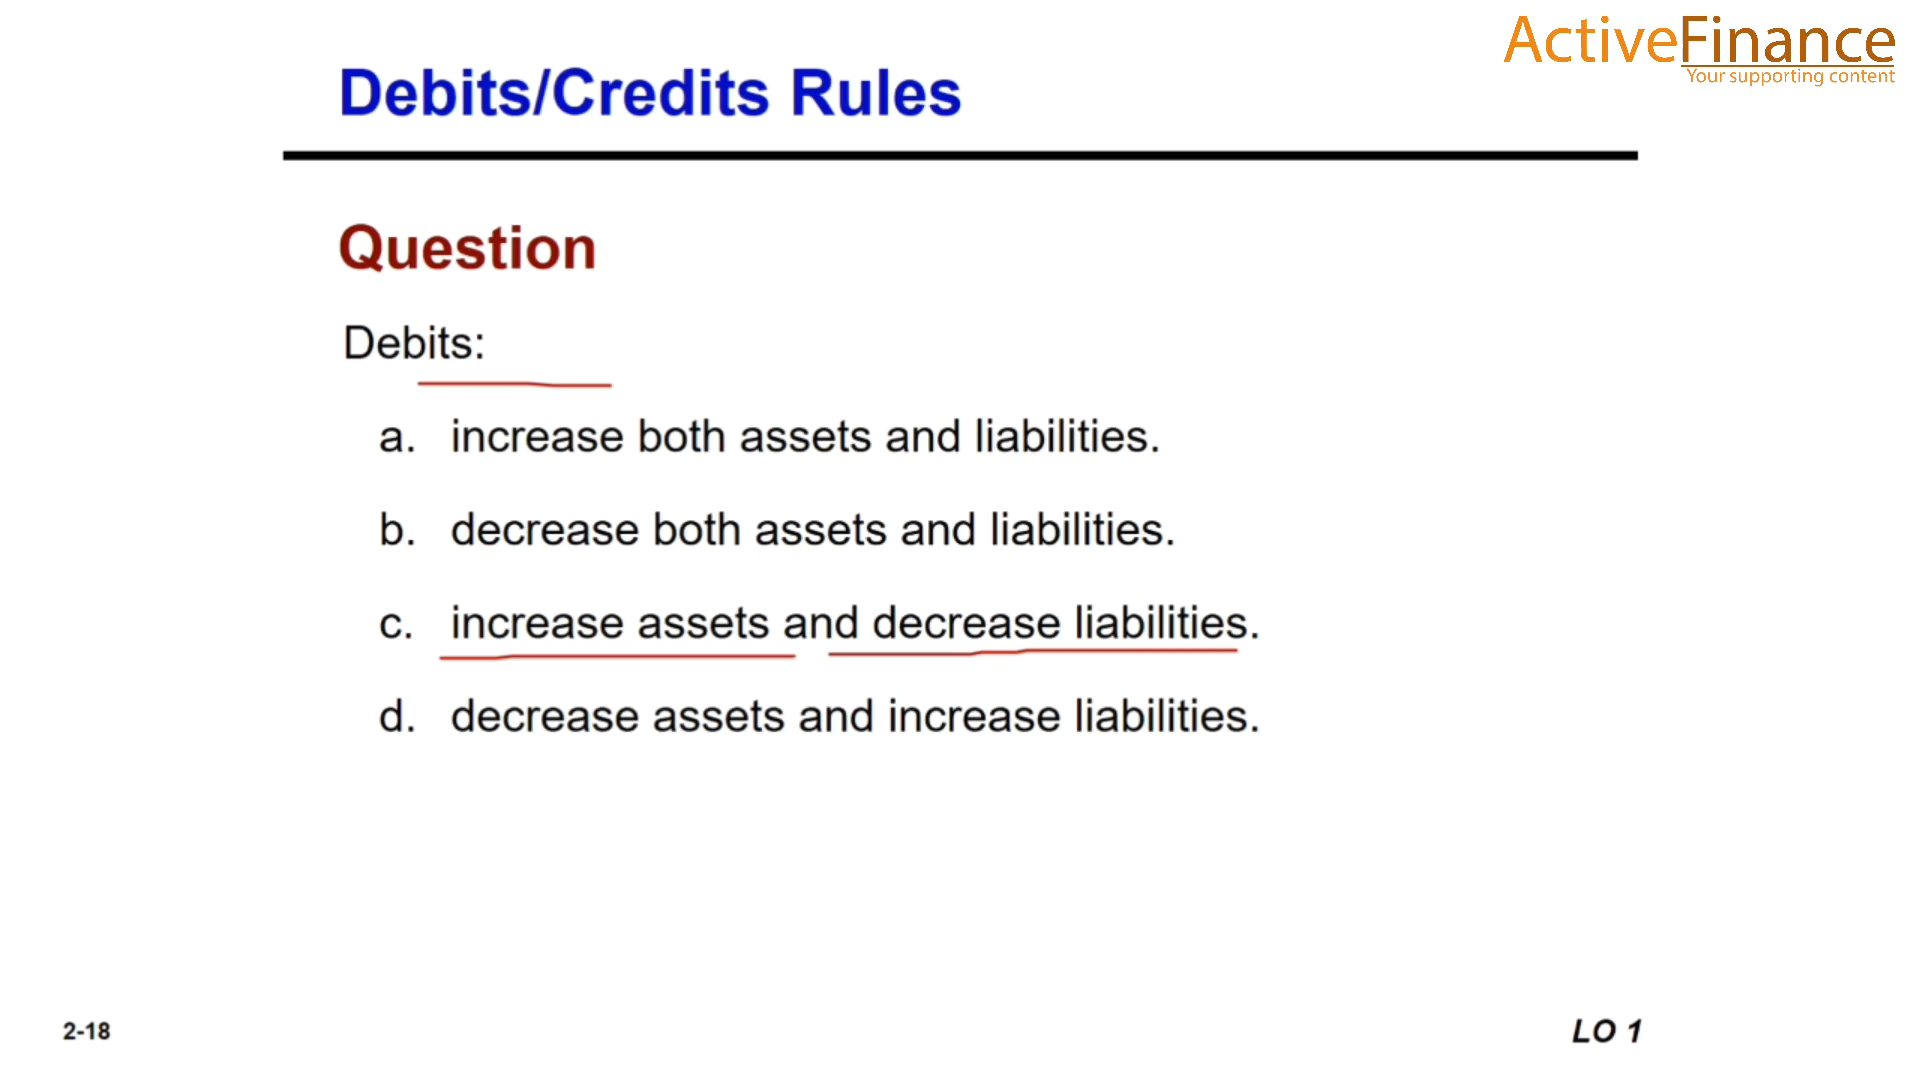 ActiveFinance
Your supporting content
Debits/Credits Rules
Question
Debits:
a. increase both assets and liabilities.
b. decrease both assets and liabilities.
c. increase assets and decrease liabilities.
d. decrease assets and increase liabilities.
2-18
LO 1